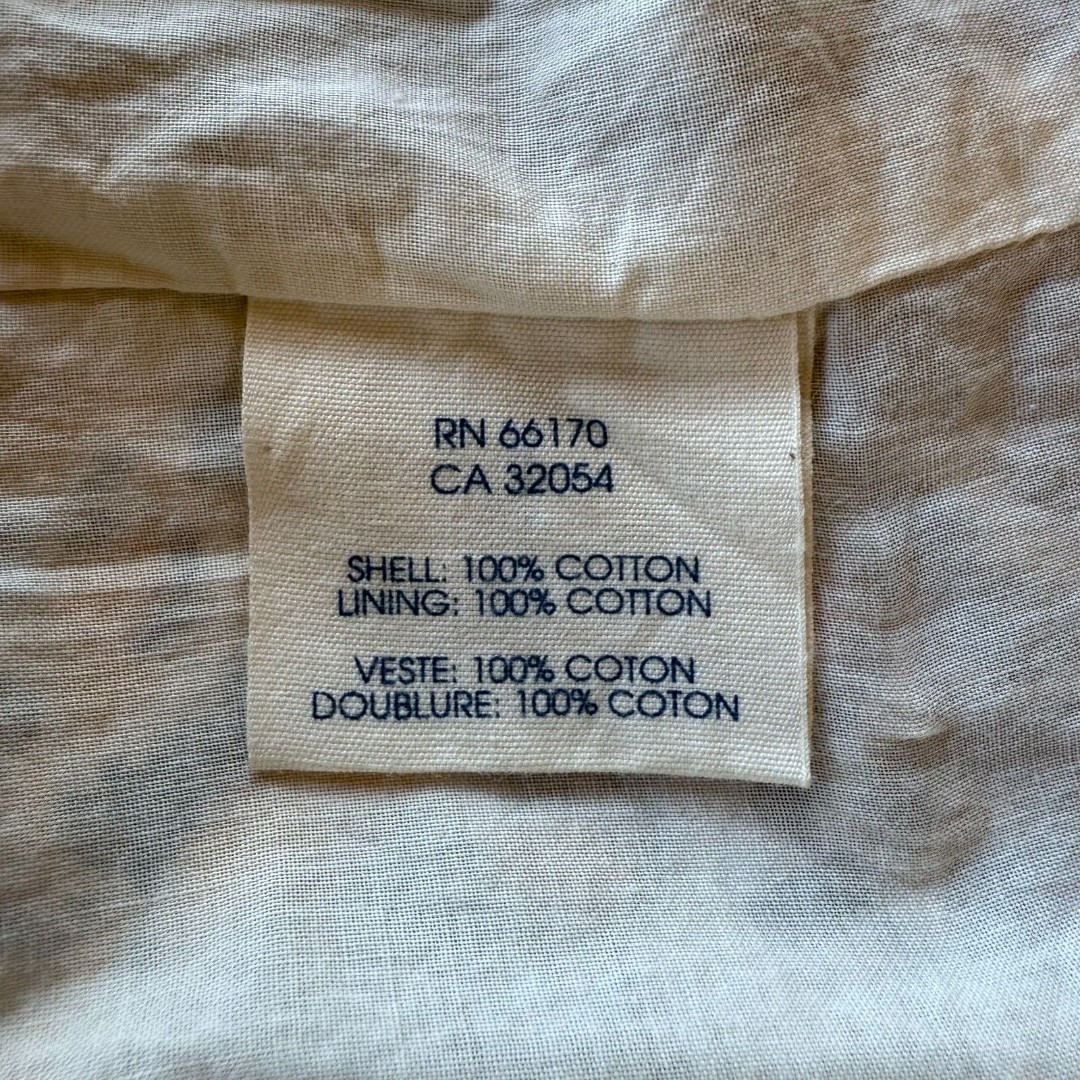 RN 66170
CA 32054
SHELL: 100% COTTON
LINING: 100% COTTON
VESTE: 100% COTON
DOUBLURE: 100% COTON